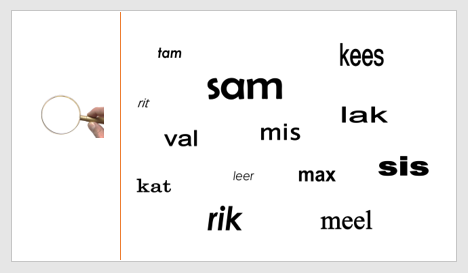 tam
kees
sam
rit
lak
val
mis
sis
leer
max
kat
rik
meel